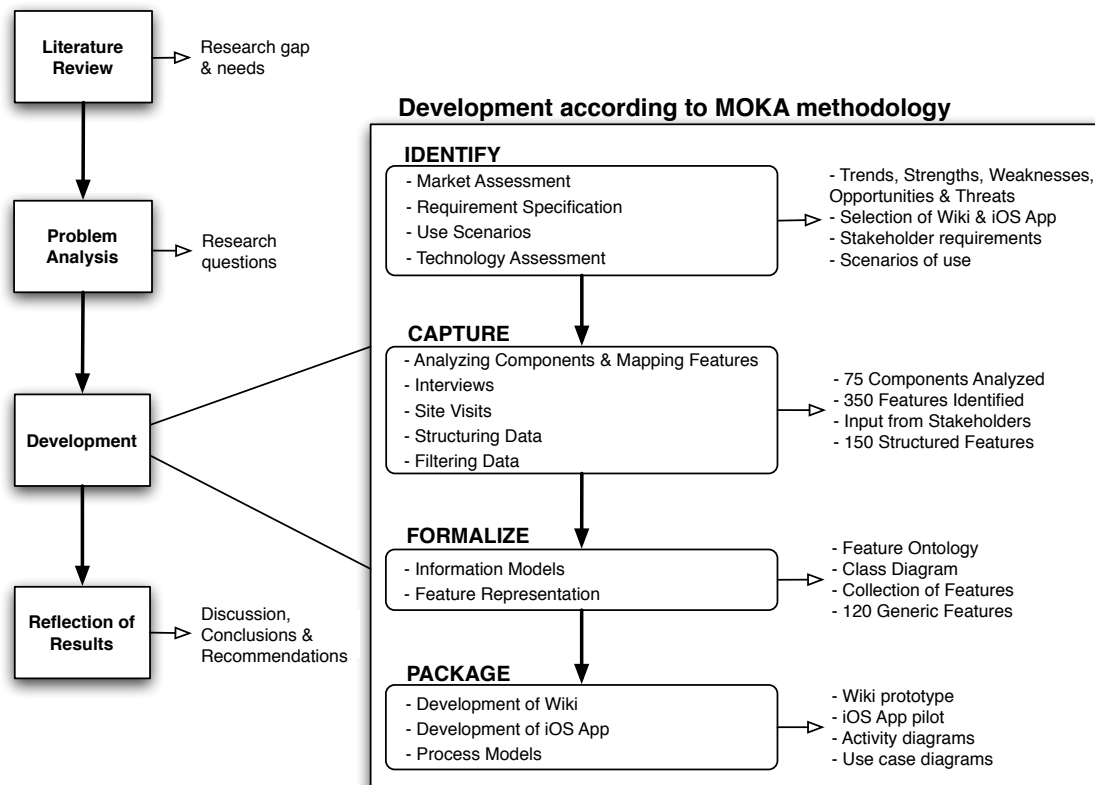 Literature
Review
Research gap
& needs
Problem
Analysis
Research
questions
Development
Reflection of
Results
Discussion,
Conclusions &
Recommendations
Development according to MOKA methodology
IDENTIFY
- Market Assessment
- Requirement Specification
- Use Scenarios
- Technology Assessment
- Trends, Strengths, Weaknesses,
Opportunities & Threats
- Selection of Wiki & iOS App
- Stakeholder requirements
- Scenarios of use
CAPTURE
- Analyzing Components & Mapping Features
- Interviews
- Site Visits
- Structuring Data
- Filtering Data
- 75 Components Analyzed
- 350 Features Identified
- Input from Stakeholders
- 150 Structured Features
FORMALIZE
- Information Models
- Feature Representation
- Feature Ontology
- Class Diagram
- Collection of Features
- 120 Generic Features
PACKAGE
- Development of Wiki
- Development of iOS App
- Process Models
- Wiki prototype
- iOS App pilot
- Activity diagrams
- Use case diagrams